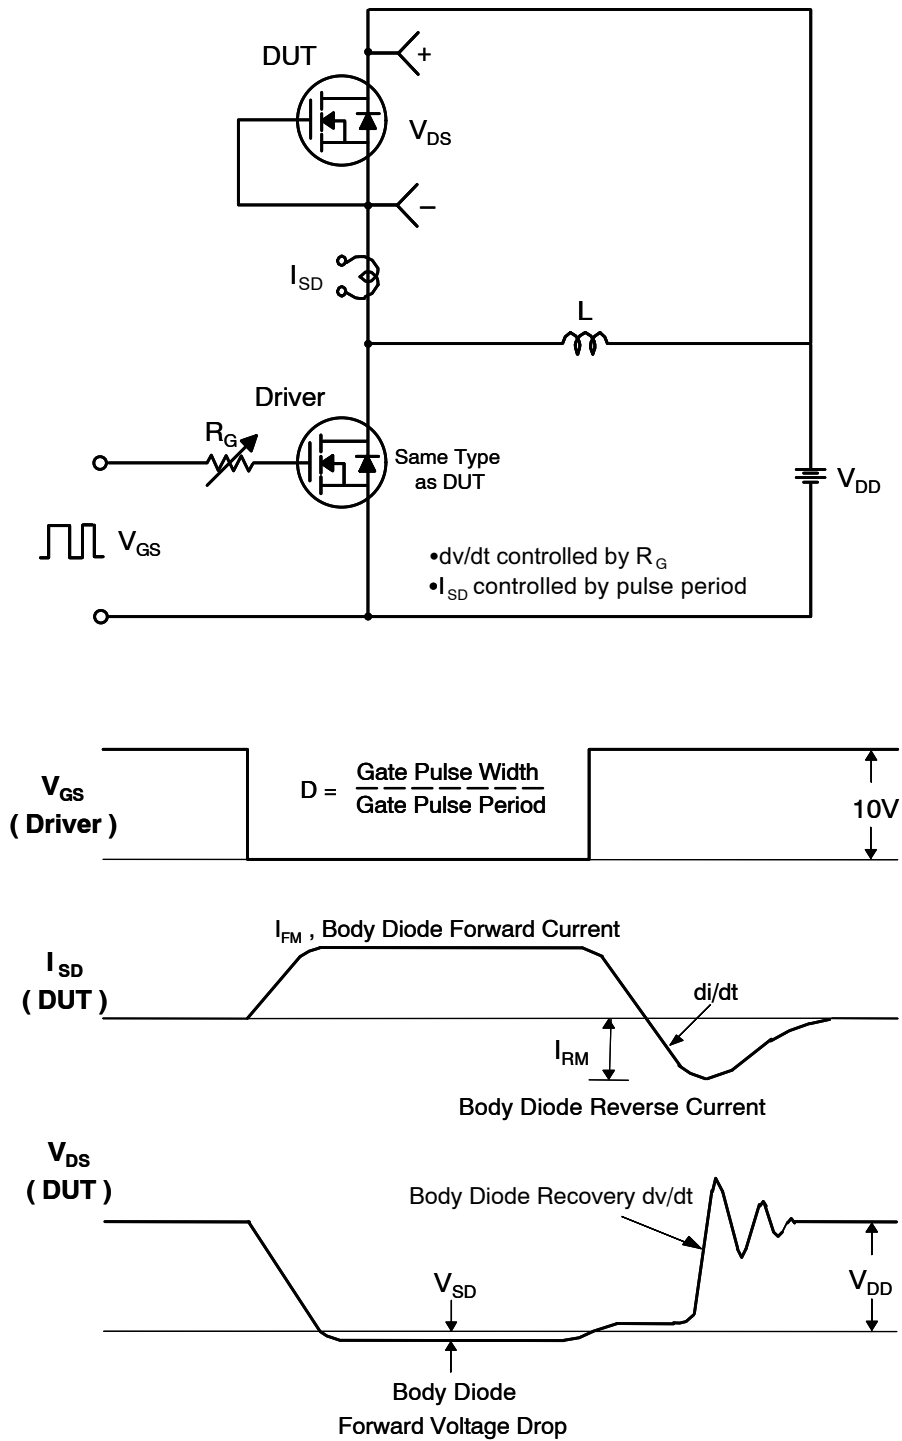 DUT
+
V_DS
−
I_SD
L
Driver
R_G
Same Type
as DUT
V_DD
V_GS
•dv/dt controlled by R_G
•I_SD controlled by pulse period
V_GS
( Driver )
D = Gate Pulse Width
Gate Pulse Period
10V
I_FM , Body Diode Forward Current
I_SD
( DUT )
di/dt
I_RM
Body Diode Reverse Current
V_DS
( DUT )
Body Diode Recovery dv/dt
V_SD
V_DD
Body Diode
Forward Voltage Drop